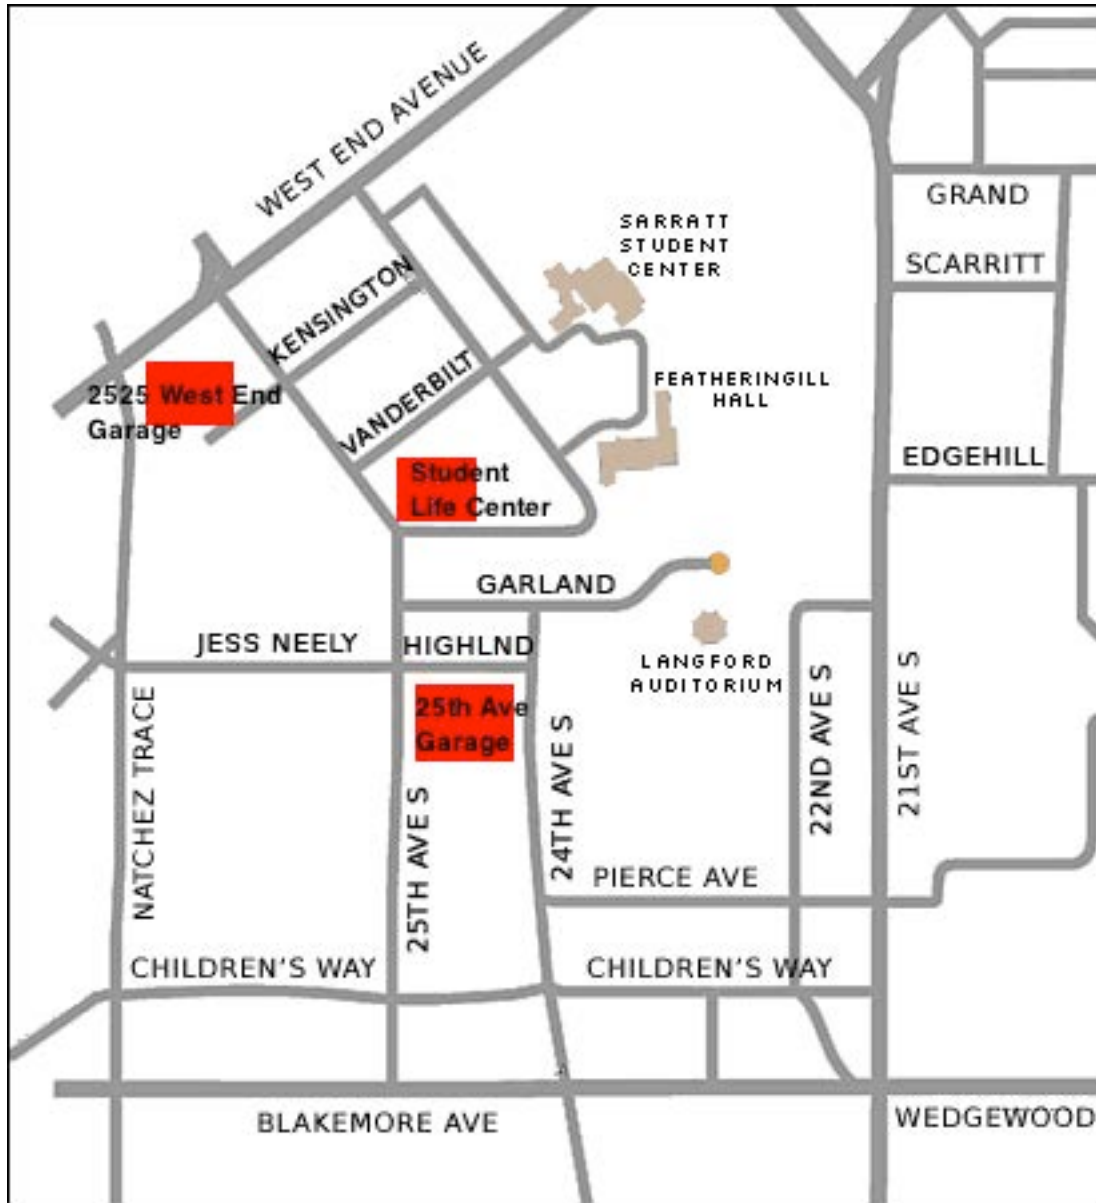 WEST END AVENUE
SARRATT
STUDENT
CENTER
GRAND
SCARRITT
KENSINGTON
VANDERBILT
2525 West End
Garage
FEATHERINGILL
HALL
EDGEHILL
Student
Life Center
GARLAND
JESS NEELY
HIGHLND
LANGFORD
AUDITORIUM
25th Ave
Garage
NATCHEZ TRACE
25TH AVE S
24TH AVE S
22ND AVE S
21ST AVE S
PIERCE AVE
CHILDREN'S WAY
CHILDREN'S WAY
BLAKEMORE AVE
WEDGEWOOD